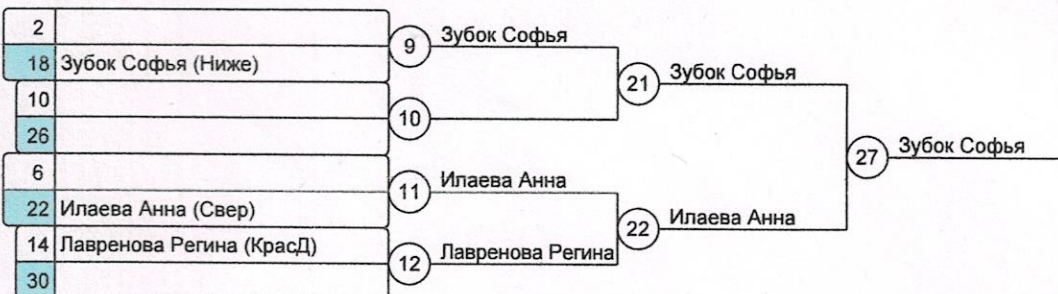 2
18 Зубок Софья (Ниже)
10
26
6
22 Илаева Анна (Свер)
14 Лавренова Регина (КрасД)
30
9 Зубок Софья
10
11 Илаева Анна
12 Лавренова Регина
21 Зубок Софья
22 Илаева Анна
27 Зубок Софья